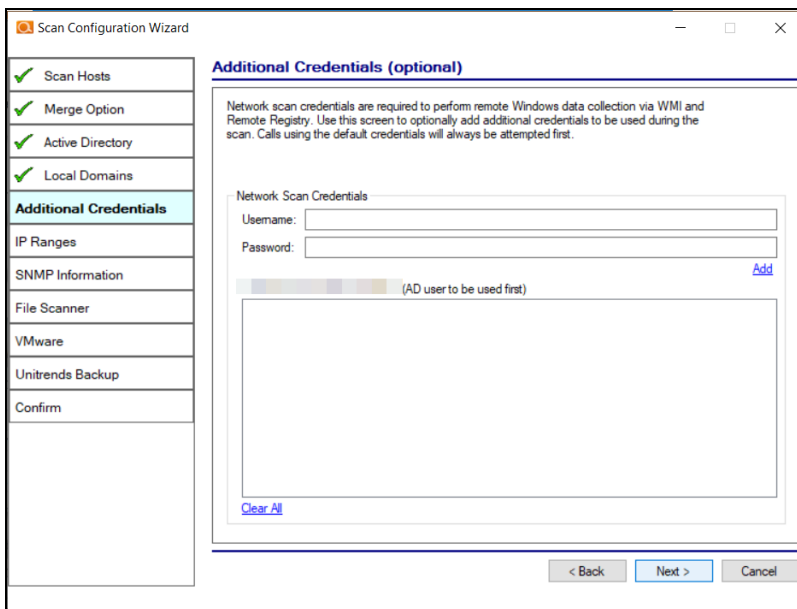 Scan Configuration Wizard
Scan Hosts
Merge Option
Active Directory
Local Domains
Additional Credentials
IP Ranges
SNMP Information
File Scanner
VMware
Unitrends Backup
Confirm
Additional Credentials (optional)
Network scan credentials are required to perform remote Windows data collection via WMI and
Remote Registry. Use this screen to optionally add additional credentials to be used during the
scan. Calls using the default credentials will always be attempted first.
Network Scan Credentials
Username:
Password:
Add
(AD user to be used first)
Clear All
< Back
Next >
Cancel